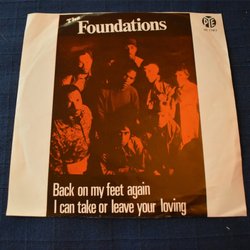 The
Foundations
PYE
Back on my feet again
I can take or leave your loving